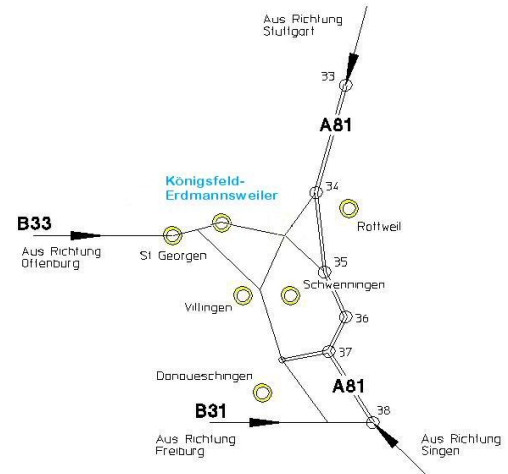 Aus Richtung
Stuttgart
33
A81
Königsfeld-
Erdmannsweiler
34
B33
Rottweil
Aus Richtung
Offenburg
St Georgen
35
Schwenningen
Villingen
36
37
Donaueschingen
A81
B31
38
Aus Richtung
Freiburg
Aus Richtung
Singen